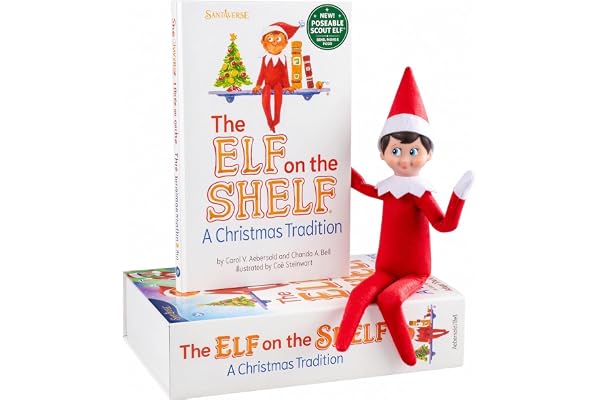 SANTAVERSE
NEW!
POSEABLE
SCOUT ELF
The
ELF on the
SHELF®
A Christmas Tradition
by Carol V. Aebersold and Chanda A. Bell
illustrated by Coë Steinwart
The ELF on the SHELF
A Christmas Tradition